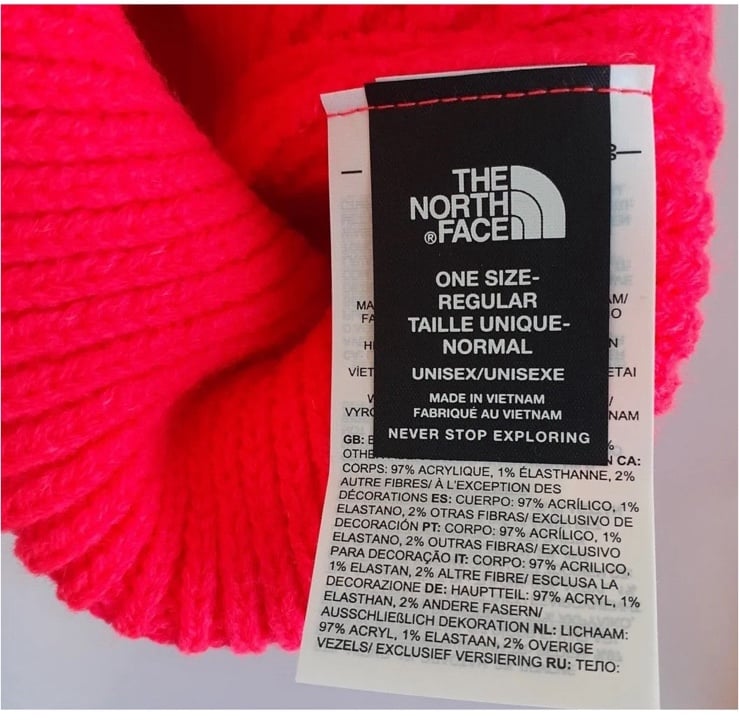 THE
NORTH
®FACE
ONE SIZE-
REGULAR
TAILLE UNIQUE-
NORMAL
UNISEX/UNISEXE
MADE IN VIETNAM
FABRIQUÉ AU VIETNAM
NEVER STOP EXPLORING
GB:
CA:
CORPS: 97% ACRYLIQUE, 1% ÉLASTHANNE, 2%
AUTRE FIBRES/ À L'EXCEPTION DES
DÉCORATIONS ES: CUERPO: 97% ACRÍLICO, 1%
ELASTANO, 2% OTRAS FIBRAS/ EXCLUSIVO DE
DECORACIÓN PT: CORPO: 97% ACRÍLICO, 1%
ELASTANO, 2% OUTRAS FIBRAS/ EXCLUSIVO
PARA DECORAÇÃO IT: CORPO: 97% ACRILICO,
1% ELASTAN, 2% ALTRE FIBRE/ ESCLUSA LA
DECORAZIONE DE: HAUPTTEIL: 97% ACRYL, 1%
ELASTHAN, 2% ANDERE FASERN/
AUSSCHLIEßLICH DEKORATION NL: LICHAAM:
97% ACRYL, 1% ELASTAAN, 2% OVERIGE
VEZELS/ EXCLUSIEF VERSIERING RU: ТЕЛО: